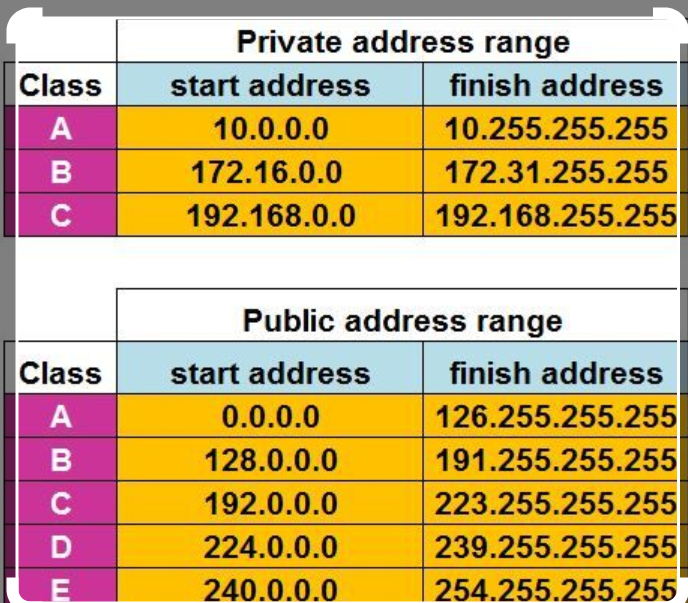 Private address range
Class start address finish address
A 10.0.0.0 10.255.255.255
B 172.16.0.0 172.31.255.255
C 192.168.0.0 192.168.255.255
Public address range
Class start address finish address
A 0.0.0.0 126.255.255.255
B 128.0.0.0 191.255.255.255
C 192.0.0.0 223.255.255.255
D 224.0.0.0 239.255.255.255
E 240.0.0.0 254.255.255.255